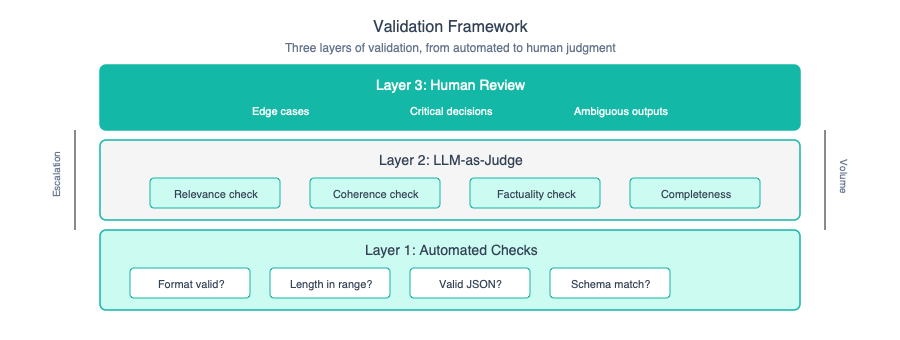 Validation Framework
Three layers of validation, from automated to human judgment
Layer 3: Human Review
Edge cases
Critical decisions
Ambiguous outputs
Escalation
Volume
Layer 2: LLM-as-Judge
Relevance check
Coherence check
Factuality check
Completeness
Layer 1: Automated Checks
Format valid?
Length in range?
Valid JSON?
Schema match?